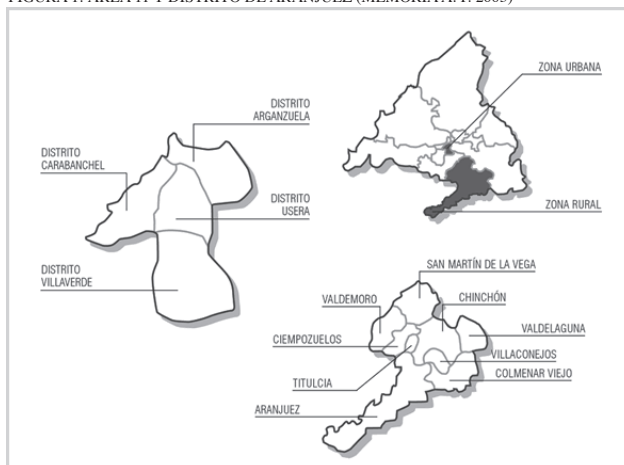 FIGURA 17 ÁREA 11 Y DISTRITO DE ARANJUEZ (MEMORIA A.P. 2005)
ZONA URBANA
ZONA RURAL
DISTRITO
ARGANZUELA
DISTRITO
CARABANCHEL
DISTRITO
USERA
DISTRITO
VILLAVERDE
SAN MARTÍN DE LA VEGA
VALDEMORO
CHINCHÓN
VALDELAGUNA
CIEMPOZUELOS
VILLACONEJOS
TITULCIA
COLMENAR VIEJO
ARANJUEZ